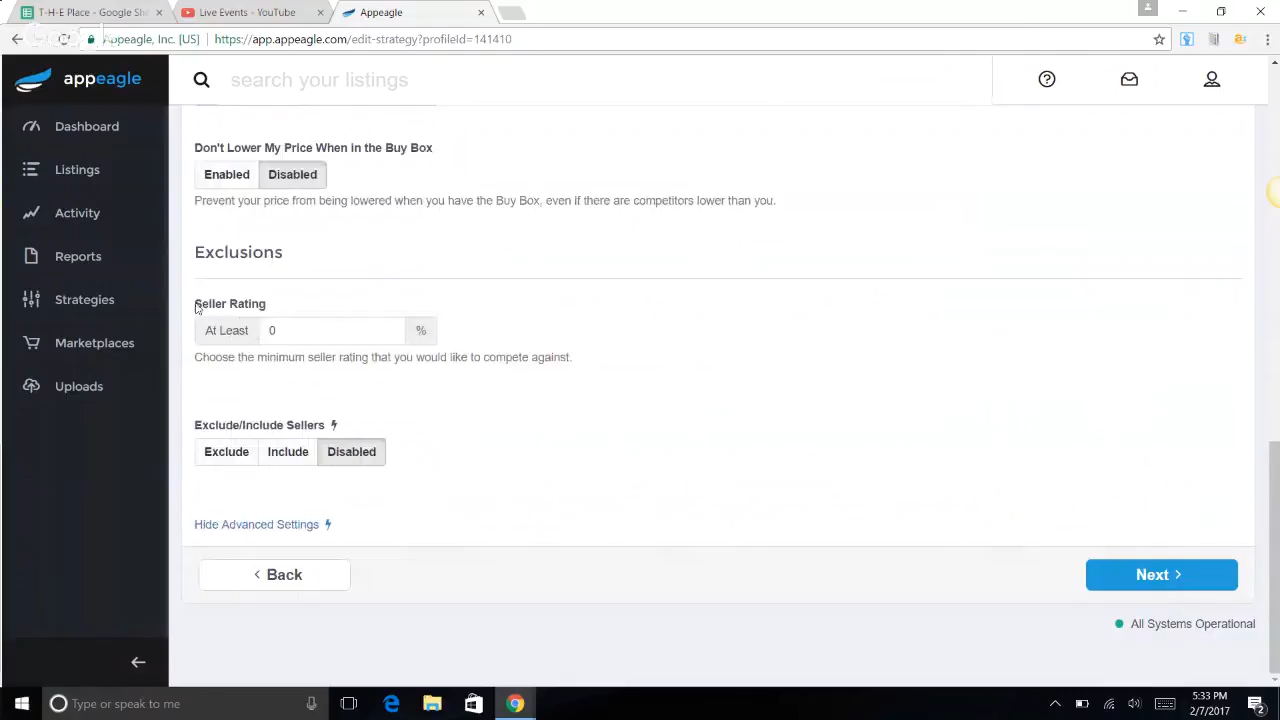 T-H-E Place - Google She
Live Events - YouTube
Appeagle
Appeagle, Inc. [US]
https://app.appeagle.com/edit-strategy?profileId=141410
appeagle
search your listings
Dashboard
Listings
Activity
Reports
Strategies
Marketplaces
Uploads
Don't Lower My Price When in the Buy Box
Enabled Disabled
Prevent your price from being lowered when you have the Buy Box, even if there are competitors lower than you.
Exclusions
Seller Rating
At Least 0 %
Choose the minimum seller rating that you would like to compete against.
Exclude/Include Sellers
Exclude Include Disabled
Hide Advanced Settings
Back
Next
All Systems Operational
Type or speak to me
5:33 PM
2/7/2017
2